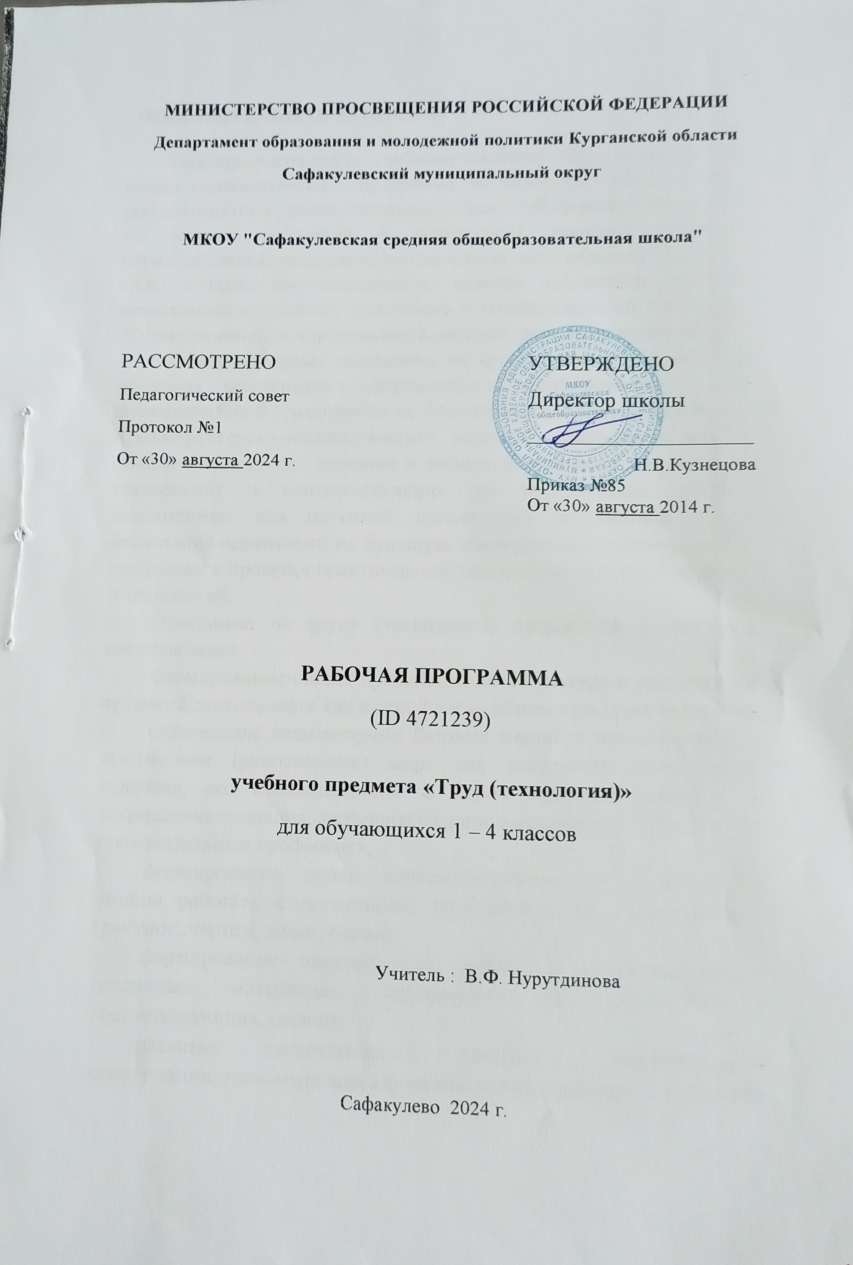 МИНИСТЕРСТВО ПРОСВЕЩЕНИЯ РОССИЙСКОЙ ФЕДЕРАЦИИ
Департамент образования и молодежной политики Курганской области
Сафакулевский муниципальный округ
МКОУ "Сафакулевская средняя общеобразовательная школа"
РАССМОТРЕНО
Педагогический совет
Протокол №1
От «30» августа 2024 г.
УТВЕРЖДЕНО
Директор школы
Н.В.Кузнецова
Приказ №85
От «30» августа 2014 г.
МКОУ
РАБОЧАЯ ПРОГРАММА
(ID 4721239)
учебного предмета «Труд (технология)»
для обучающихся 1 – 4 классов
Учитель : В.Ф. Нурутдинова
Сафакулево 2024 г.